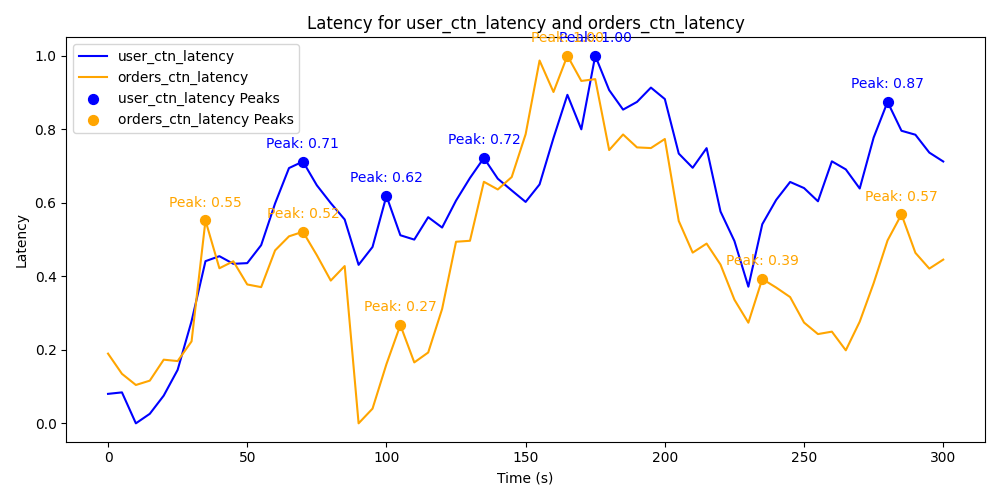 Latency for user_ctn_latency and orders_ctn_latency
user_ctn_latency
orders_ctn_latency
user_ctn_latency Peaks
orders_ctn_latency Peaks
Peak: 1.00
Peak: 1.00
Peak: 0.87
Peak: 0.71
Peak: 0.72
Peak: 0.62
Peak: 0.55
Peak: 0.52
Peak: 0.57
Peak: 0.39
Peak: 0.27
Latency
1.0
0.8
0.6
0.4
0.2
0.0
0 50 100 150 200 250 300
Time (s)